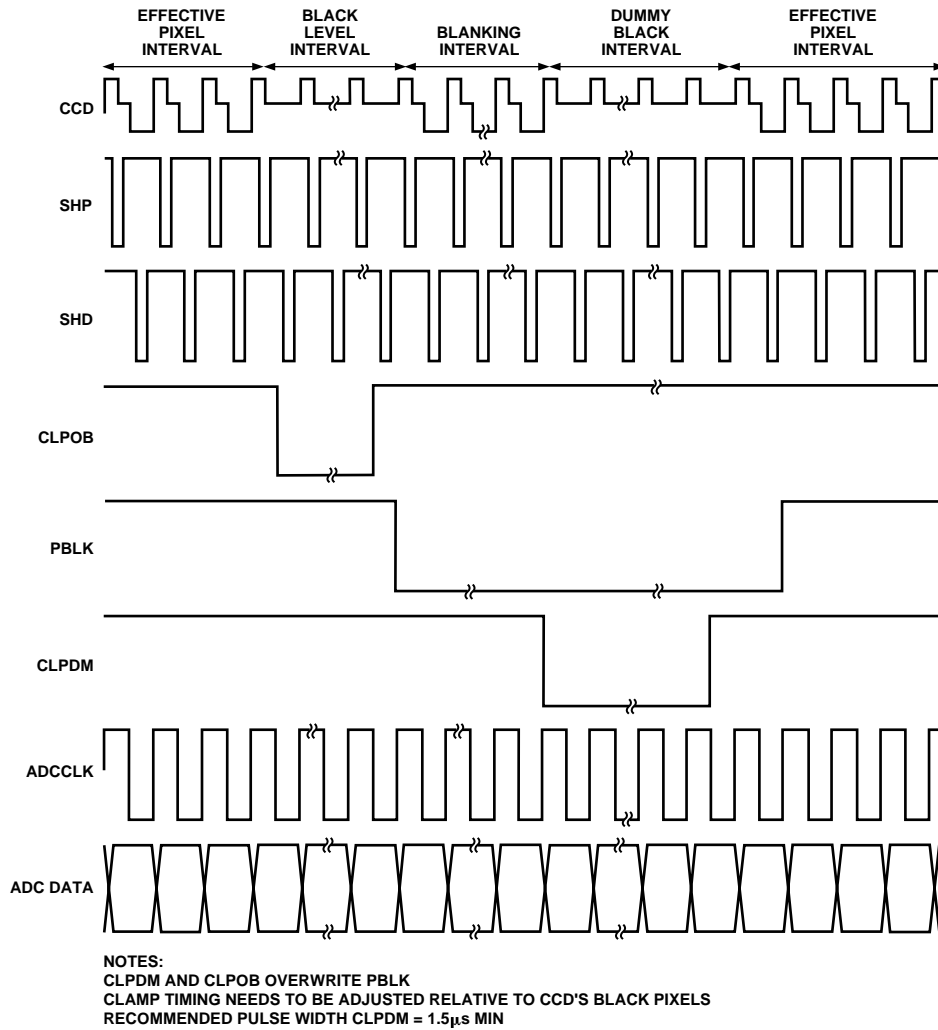 EFFECTIVE
PIXEL
INTERVAL
BLACK
LEVEL
INTERVAL
BLANKING
INTERVAL
DUMMY
BLACK
INTERVAL
EFFECTIVE
PIXEL
INTERVAL
CCD
SHP
SHD
CLPOB
PBLK
CLPDM
ADCCLK
ADC DATA
NOTES:
CLPDM AND CLPOB OVERWRITE PBLK
CLAMP TIMING NEEDS TO BE ADJUSTED RELATIVE TO CCD'S BLACK PIXELS
RECOMMENDED PULSE WIDTH CLPDM = 1.5μs MIN